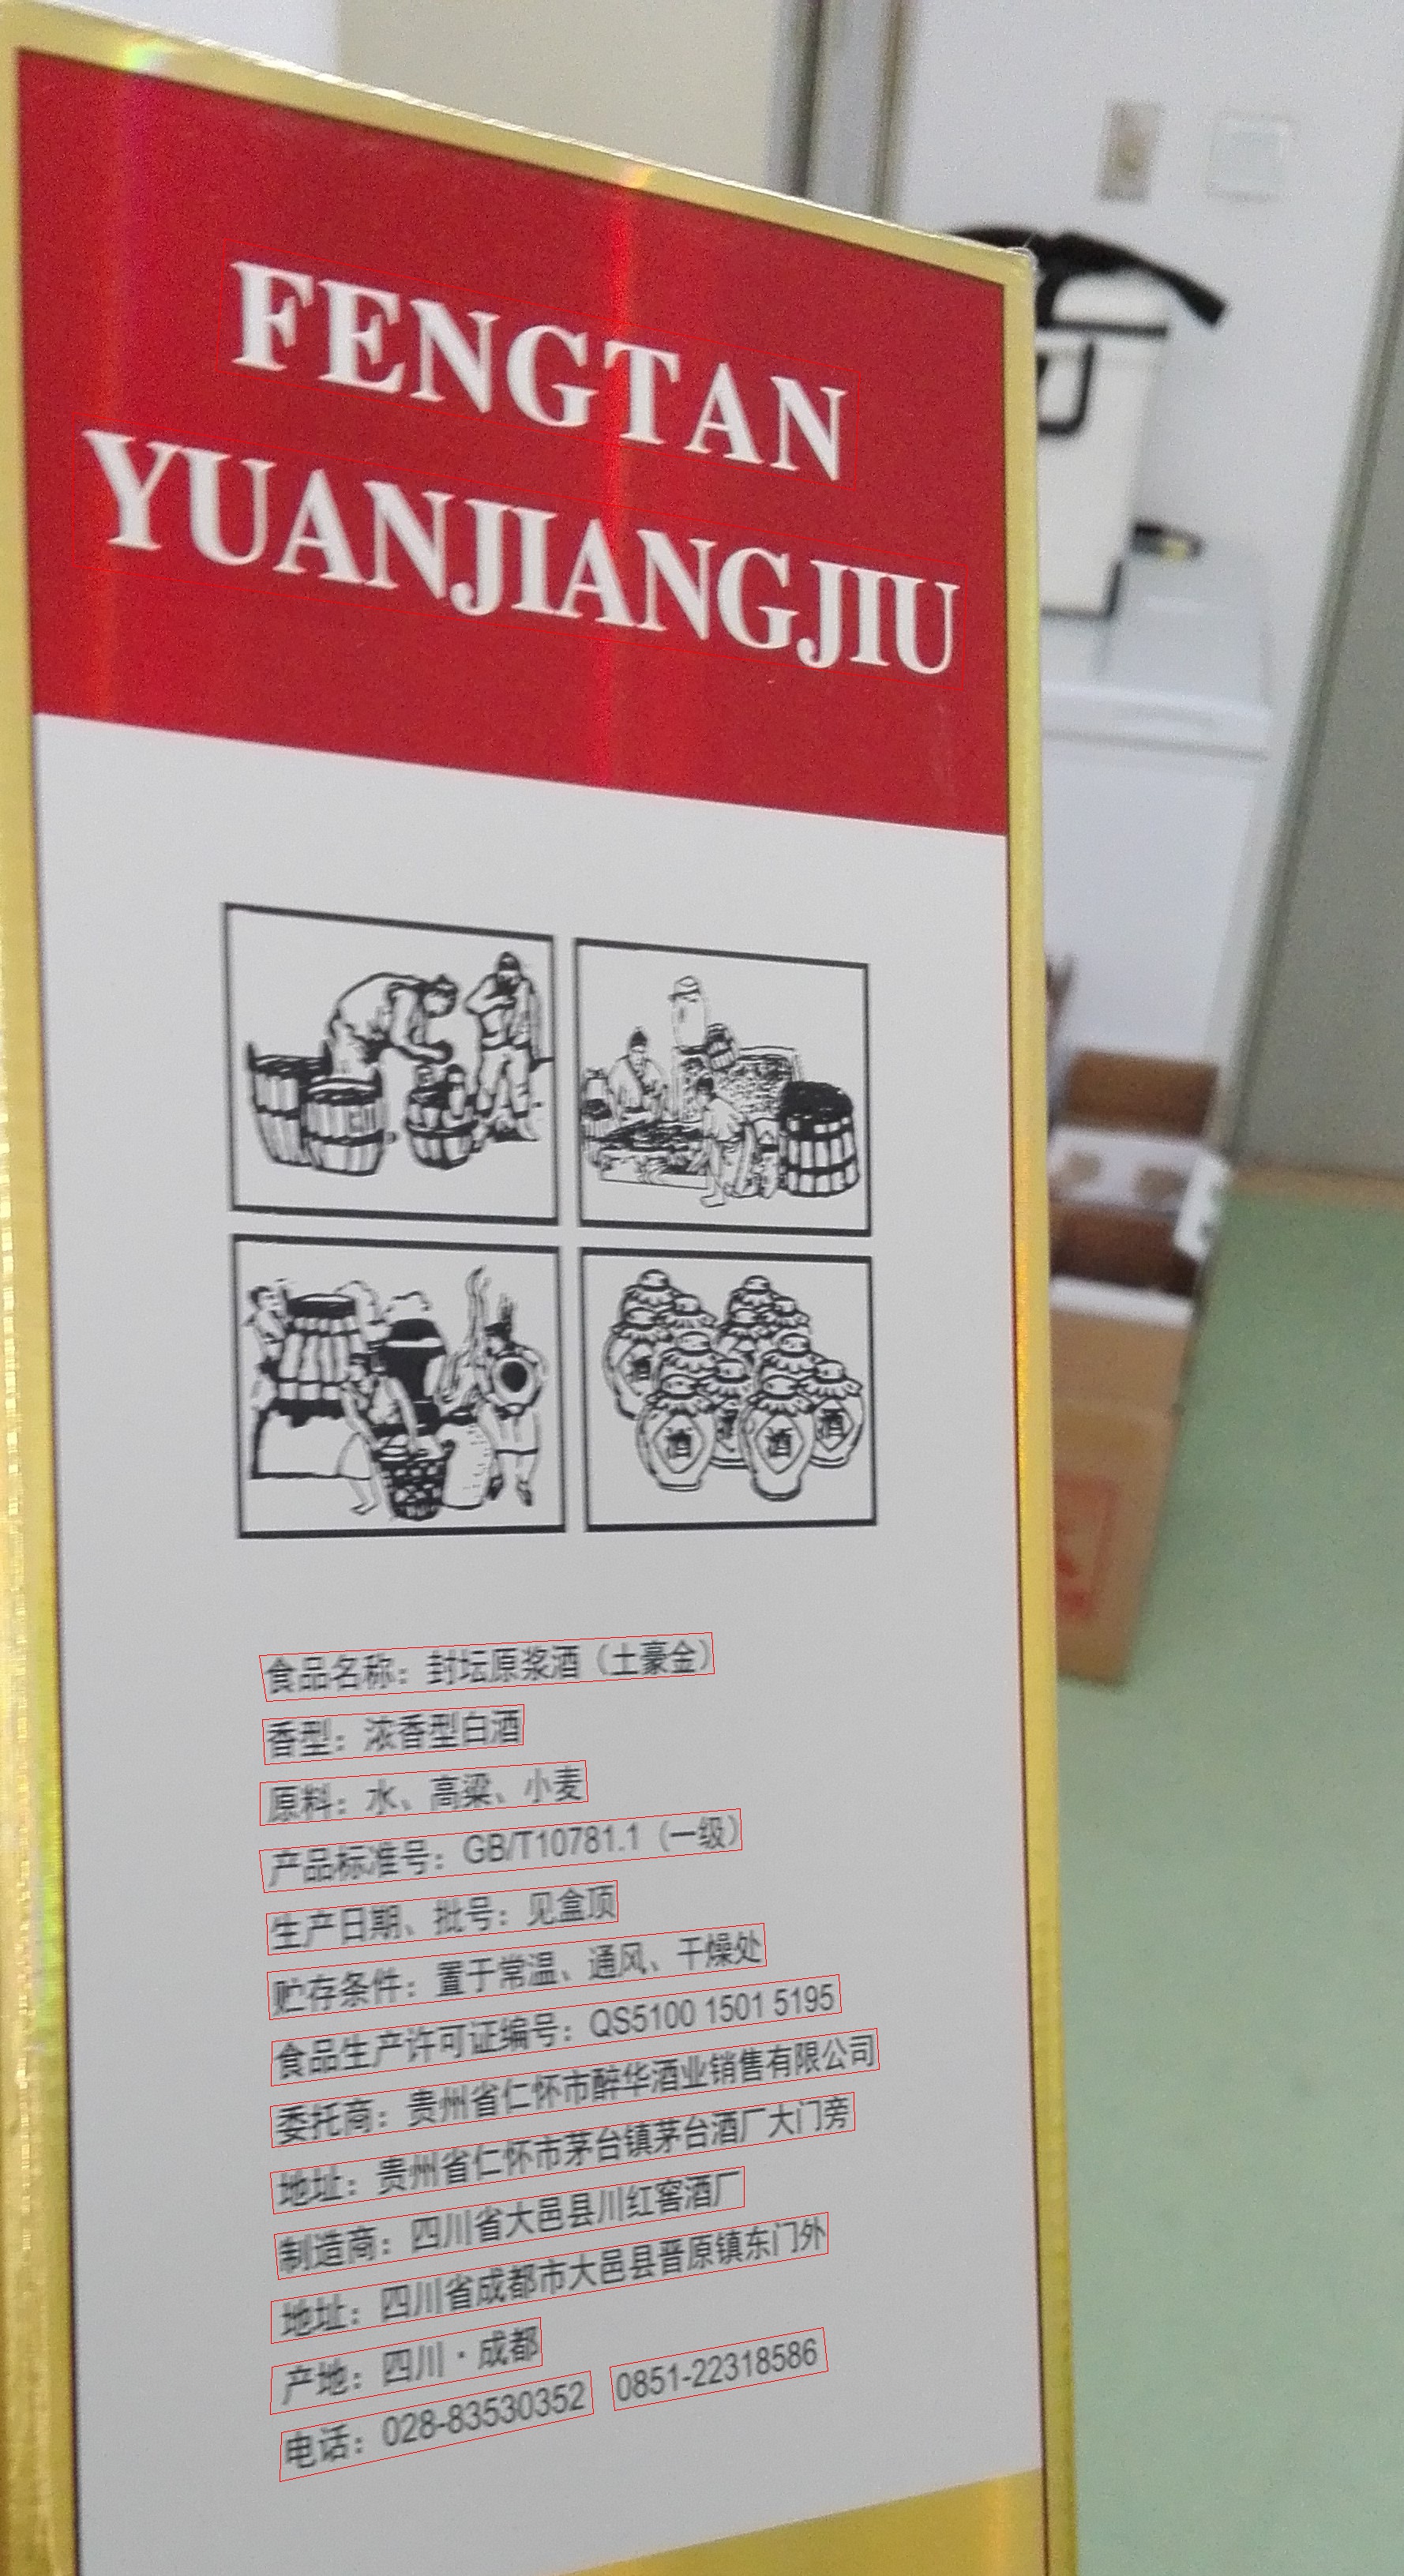 FENGTAN
YUANJIANGJIU
酒 酒 酒
食品名称：封坛原浆酒（土豪金）
香型：浓香型白酒
原料：水、高粱、小麦
产品标准号：GB/T10781.1（一级）
生产日期、批号：见盒顶
贮存条件：置于常温、通风、干燥处
食品生产许可证编号：QS5100 1501 5195
委托商：贵州省仁怀市醉华酒业销售有限公司
地址：贵州省仁怀市茅台镇茅台酒厂大门旁
制造商：四川省大邑县川红窖酒厂
地址：四川省成都市大邑县晋原镇东门外
产地：四川·成都
电话：028-83530352 0851-22318586